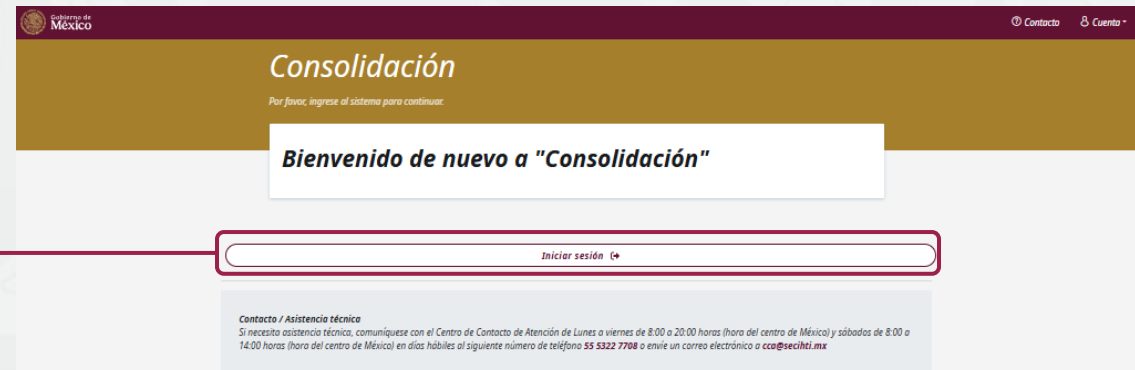 Gobierno de
México
Contacto
Cuenta
Consolidación
Por favor, ingrese al sistema para continuar.
Bienvenido de nuevo a "Consolidación"
Iniciar sesión
Contacto / Asistencia técnica
Si necesita asistencia técnica, comuníquese con el Centro de Contacto de Atención de Lunes a viernes de 8:00 a 20:00 horas (hora del centro de México) y sábados de 8:00 a
14:00 horas (hora del centro de México) en días hábiles al siguiente número de teléfono 55 5322 7708 o envíe un correo electrónico a cca@secihti.mx